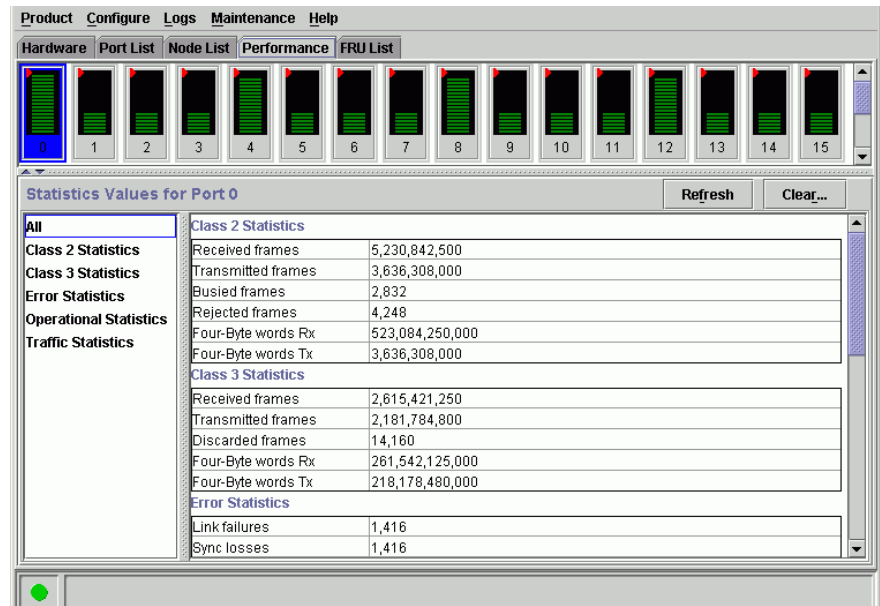 Product Configure Logs Maintenance Help
Hardware Port List Node List Performance FRU List
0 1 2 3 4 5 6 7 8 9 10 11 12 13 14 15
Statistics Values for Port 0 Refresh Clear...
All
Class 2 Statistics
Class 3 Statistics
Error Statistics
Operational Statistics
Traffic Statistics
Class 2 Statistics
Received frames 5,230,842,500
Transmitted frames 3,636,308,000
Busied frames 2,832
Rejected frames 4,248
Four-Byte words Rx 523,084,250,000
Four-Byte words Tx 3,636,308,000
Class 3 Statistics
Received frames 2,615,421,250
Transmitted frames 2,181,784,800
Discarded frames 14,160
Four-Byte words Rx 261,542,125,000
Four-Byte words Tx 218,178,480,000
Error Statistics
Link failures 1,416
Sync losses 1,416